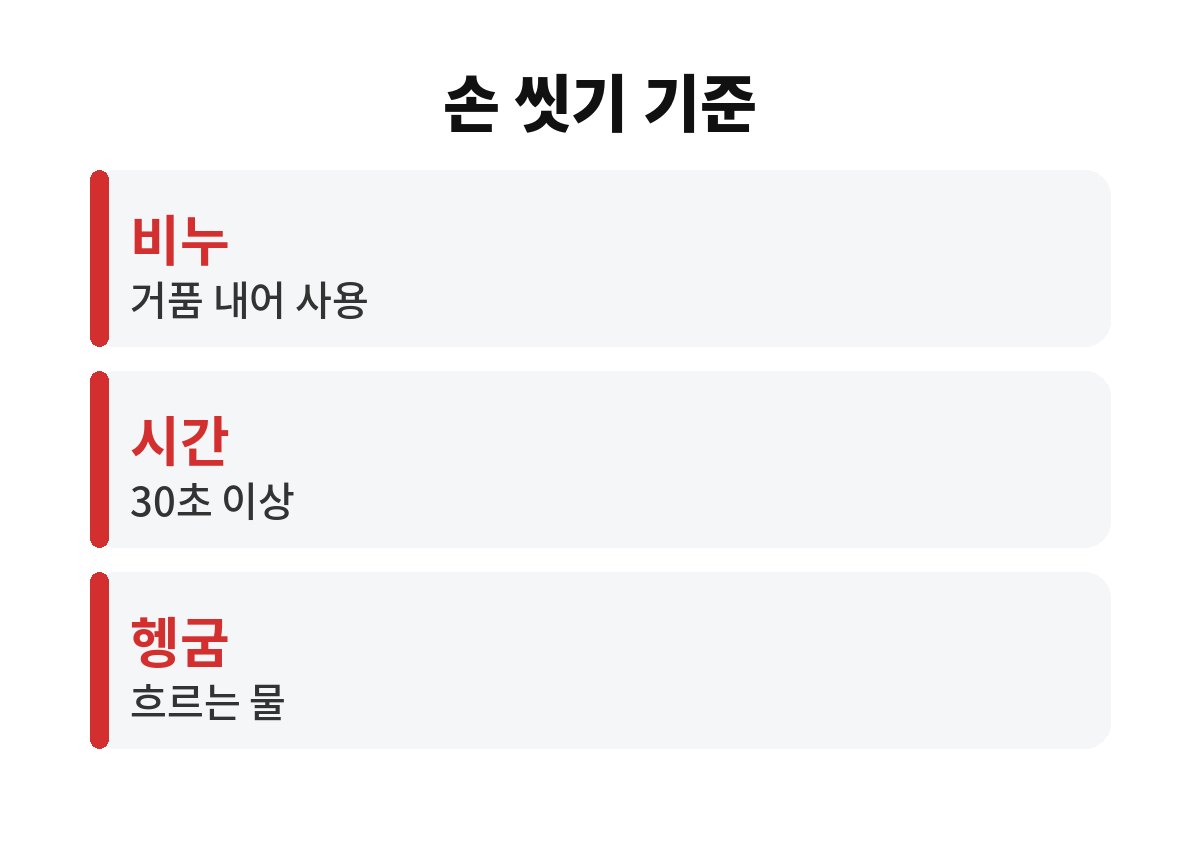 손 씻기 기준
비누
거품 내어 사용
시간
30초 이상
헹굼
흐르는 물